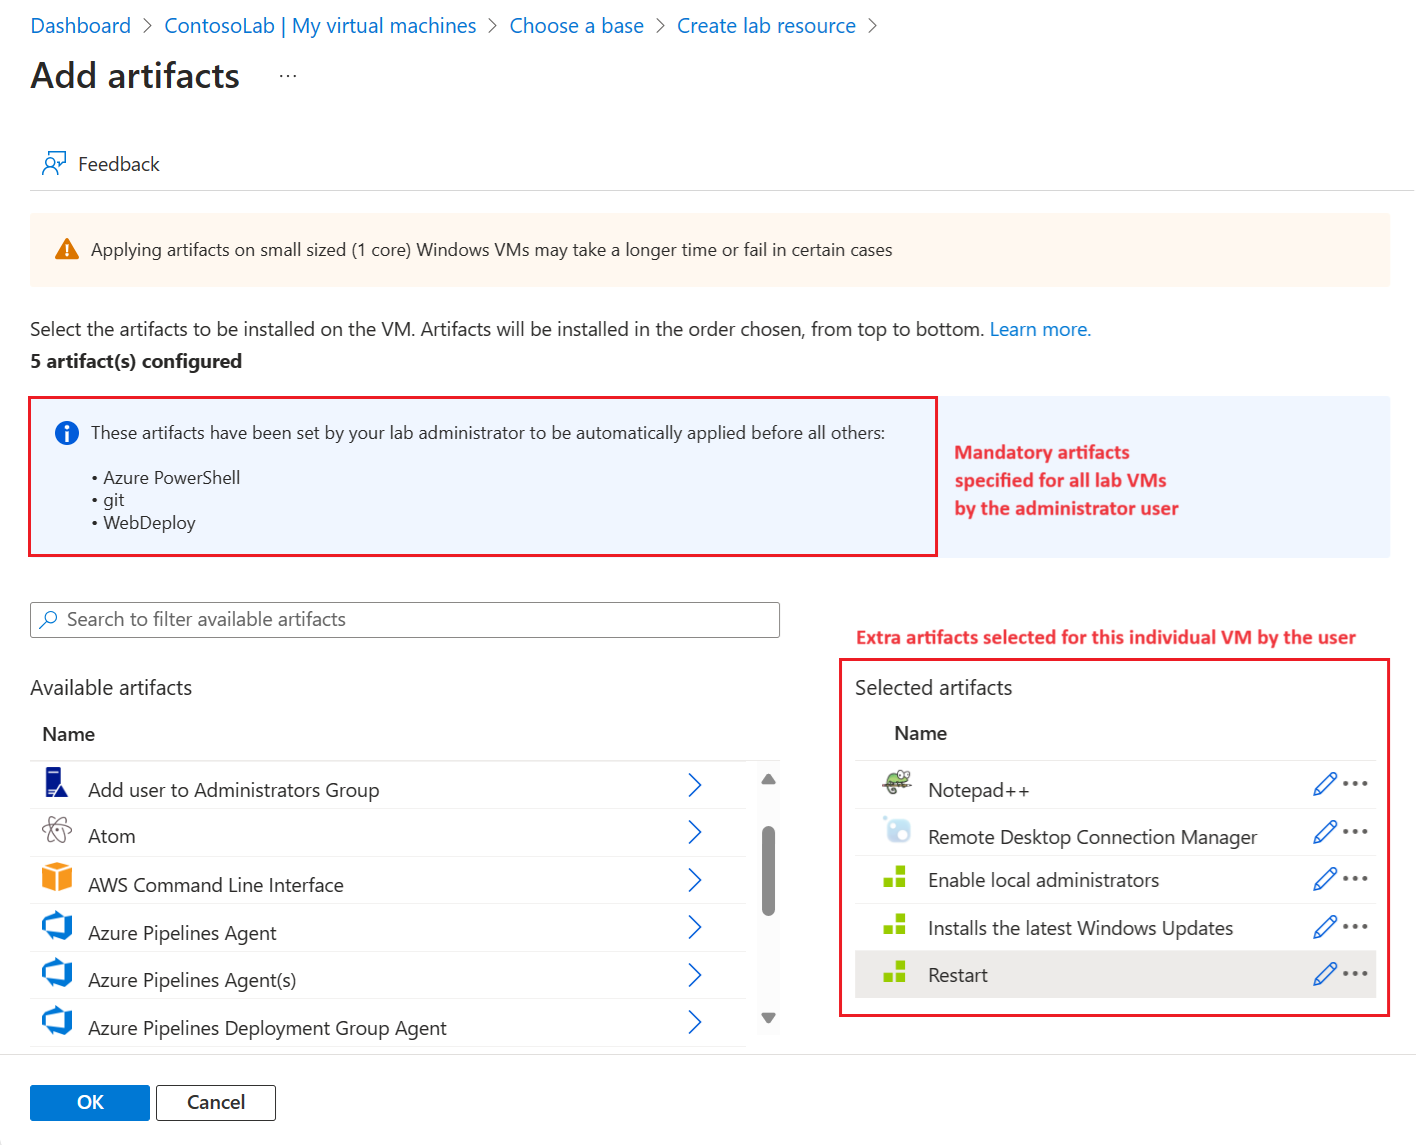 Dashboard > ContosoLab | My virtual machines > Choose a base > Create lab resource >
Add artifacts ...
Feedback
Applying artifacts on small sized (1 core) Windows VMs may take a longer time or fail in certain cases
Select the artifacts to be installed on the VM. Artifacts will be installed in the order chosen, from top to bottom. Learn more.
5 artifact(s) configured
These artifacts have been set by your lab administrator to be automatically applied before all others:
• Azure PowerShell
• git
• WebDeploy
Mandatory artifacts
specified for all lab VMs
by the administrator user
Search to filter available artifacts
Available artifacts
Name
Add user to Administrators Group
Atom
AWS Command Line Interface
Azure Pipelines Agent
Azure Pipelines Agent(s)
Azure Pipelines Deployment Group Agent
Extra artifacts selected for this individual VM by the user
Selected artifacts
Name
Notepad++
Remote Desktop Connection Manager
Enable local administrators
Installs the latest Windows Updates
Restart
OK
Cancel